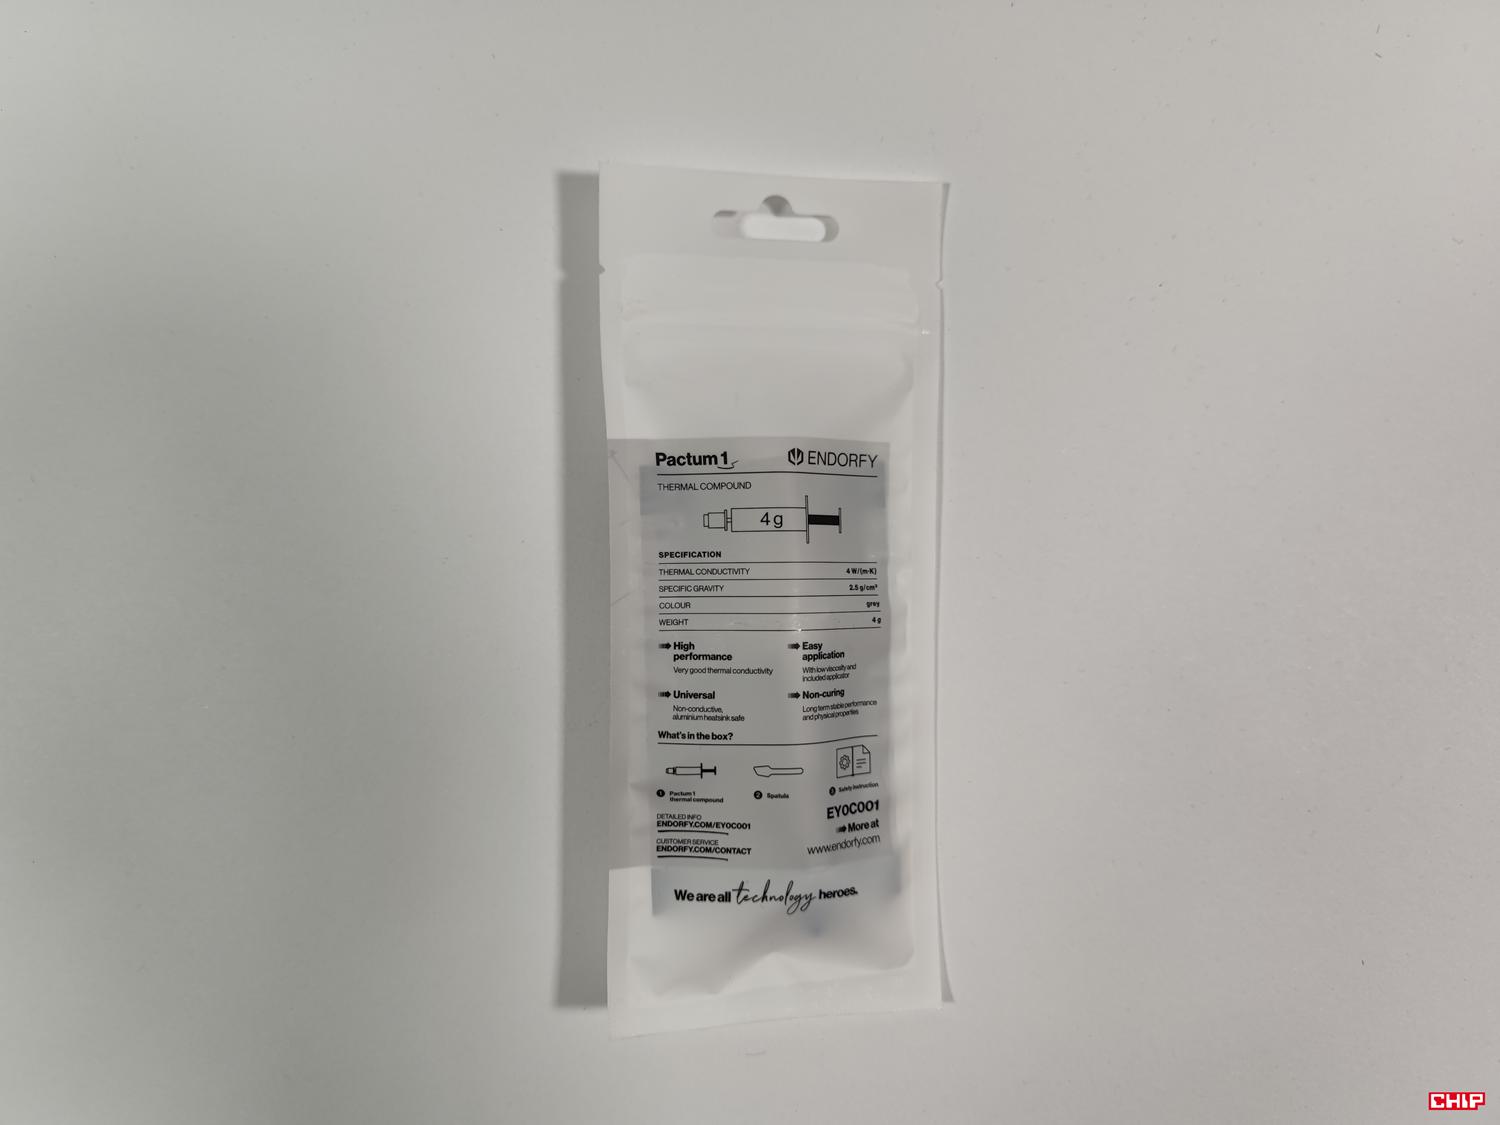 Pactum 1
ENDORFY
THERMAL COMPOUND
4g
SPECIFICATION
THERMAL CONDUCTIVITY 4 W/(m·K)
SPECIFIC GRAVITY 2.5 g/cm³
COLOUR grey
WEIGHT 4 g
High
performance
Very good thermal conductivity
Easy
application
With low viscosity and
included applicator
Universal
Non-conductive,
aluminium heatsink safe
Non-curing
Long term stable performance
and physical properties
What's in the box?
1 Pactum 1
thermal compound
2 Spatula
3 Safety instruction
DETAILED INFO
ENDORFY.COM/EY0C001
CUSTOMER SERVICE
ENDORFY.COM/CONTACT
EY0C001
More at
www.endorfy.com
We are all technology heroes.
CHIP